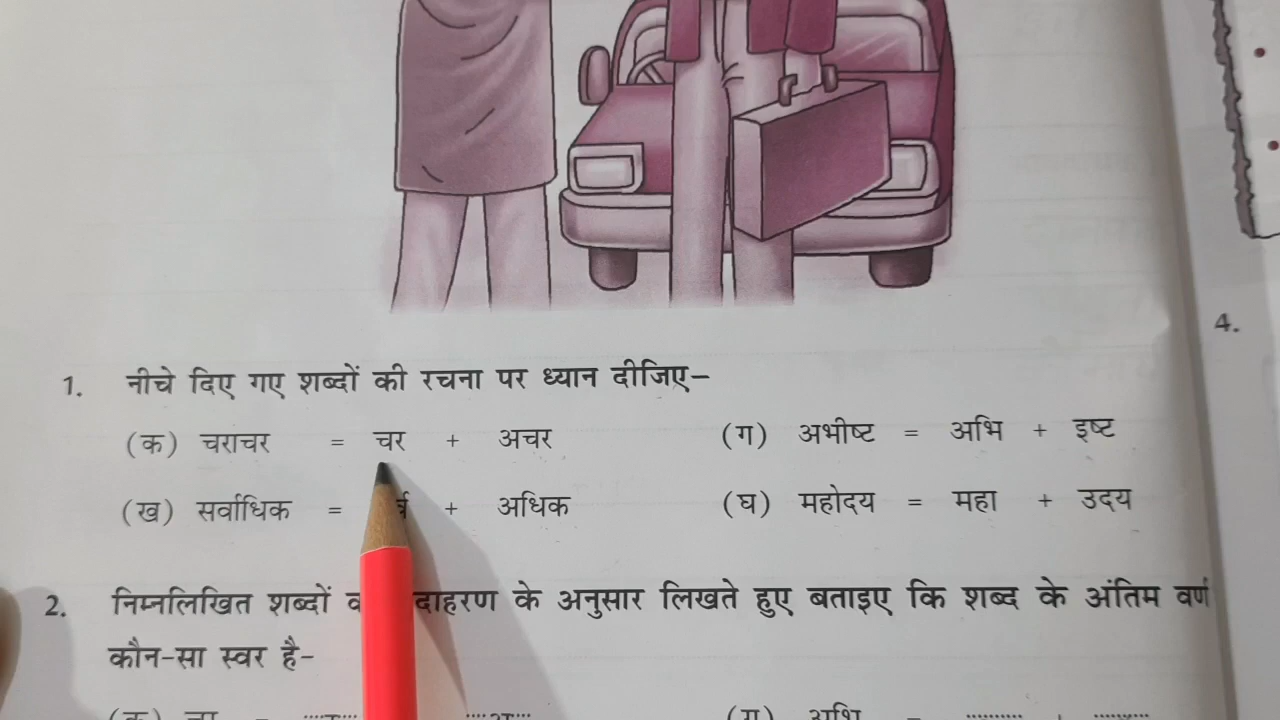 1. नीचे दिए गए शब्दों की रचना पर ध्यान दीजिए–
(क) चराचर = चर + अचर (ग) अभीष्ट = अभि + इष्ट
(ख) सर्वाधिक = + अधिक (घ) महोदय = महा + उदय
4.
2. निम्नलिखित शब्दों के अनुसार लिखते हुए बताइए कि शब्द के अंतिम वर्ण
कौन-सा स्वर है–